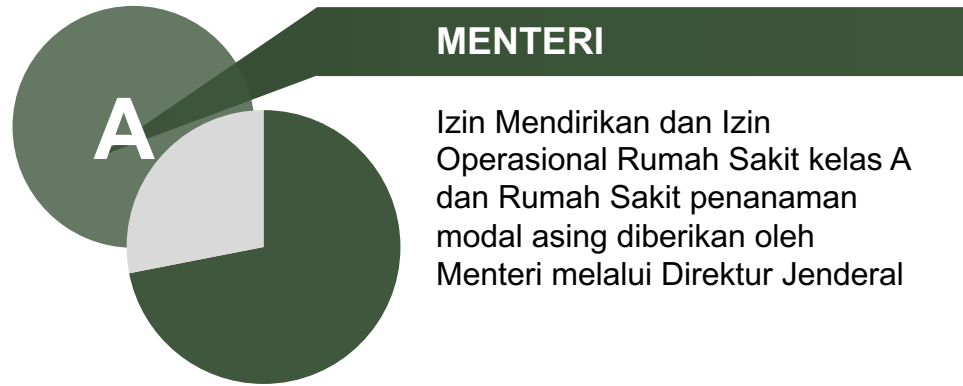 A
MENTERI
Izin Mendirikan dan Izin
Operasional Rumah Sakit kelas A
dan Rumah Sakit penanaman
modal asing diberikan oleh
Menteri melalui Direktur Jenderal